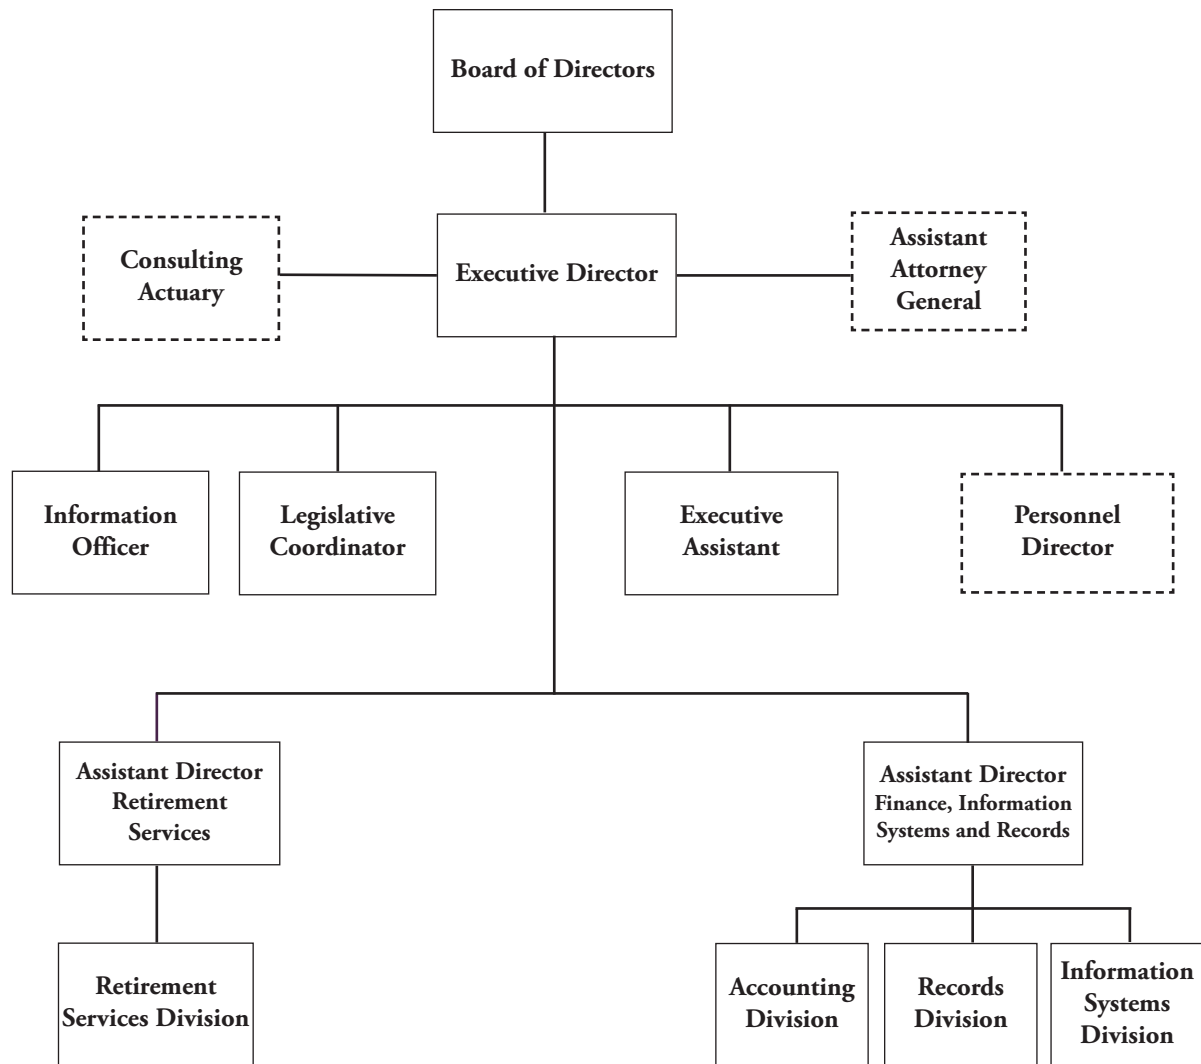 Board of Directors
Consulting
Actuary
Executive Director
Assistant
Attorney
General
Information
Officer
Legislative
Coordinator
Executive
Assistant
Personnel
Director
Assistant Director
Retirement
Services
Assistant Director
Finance, Information
Systems and Records
Retirement
Services Division
Accounting
Division
Records
Division
Information
Systems
Division